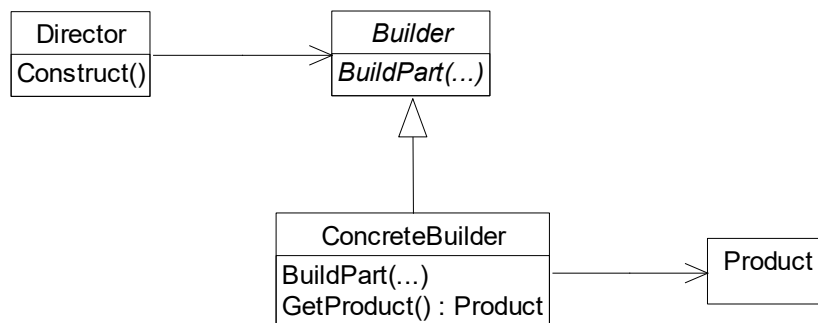 Director
Construct()
Builder
BuildPart(...)
ConcreteBuilder
BuildPart(...)
GetProduct() : Product
Product